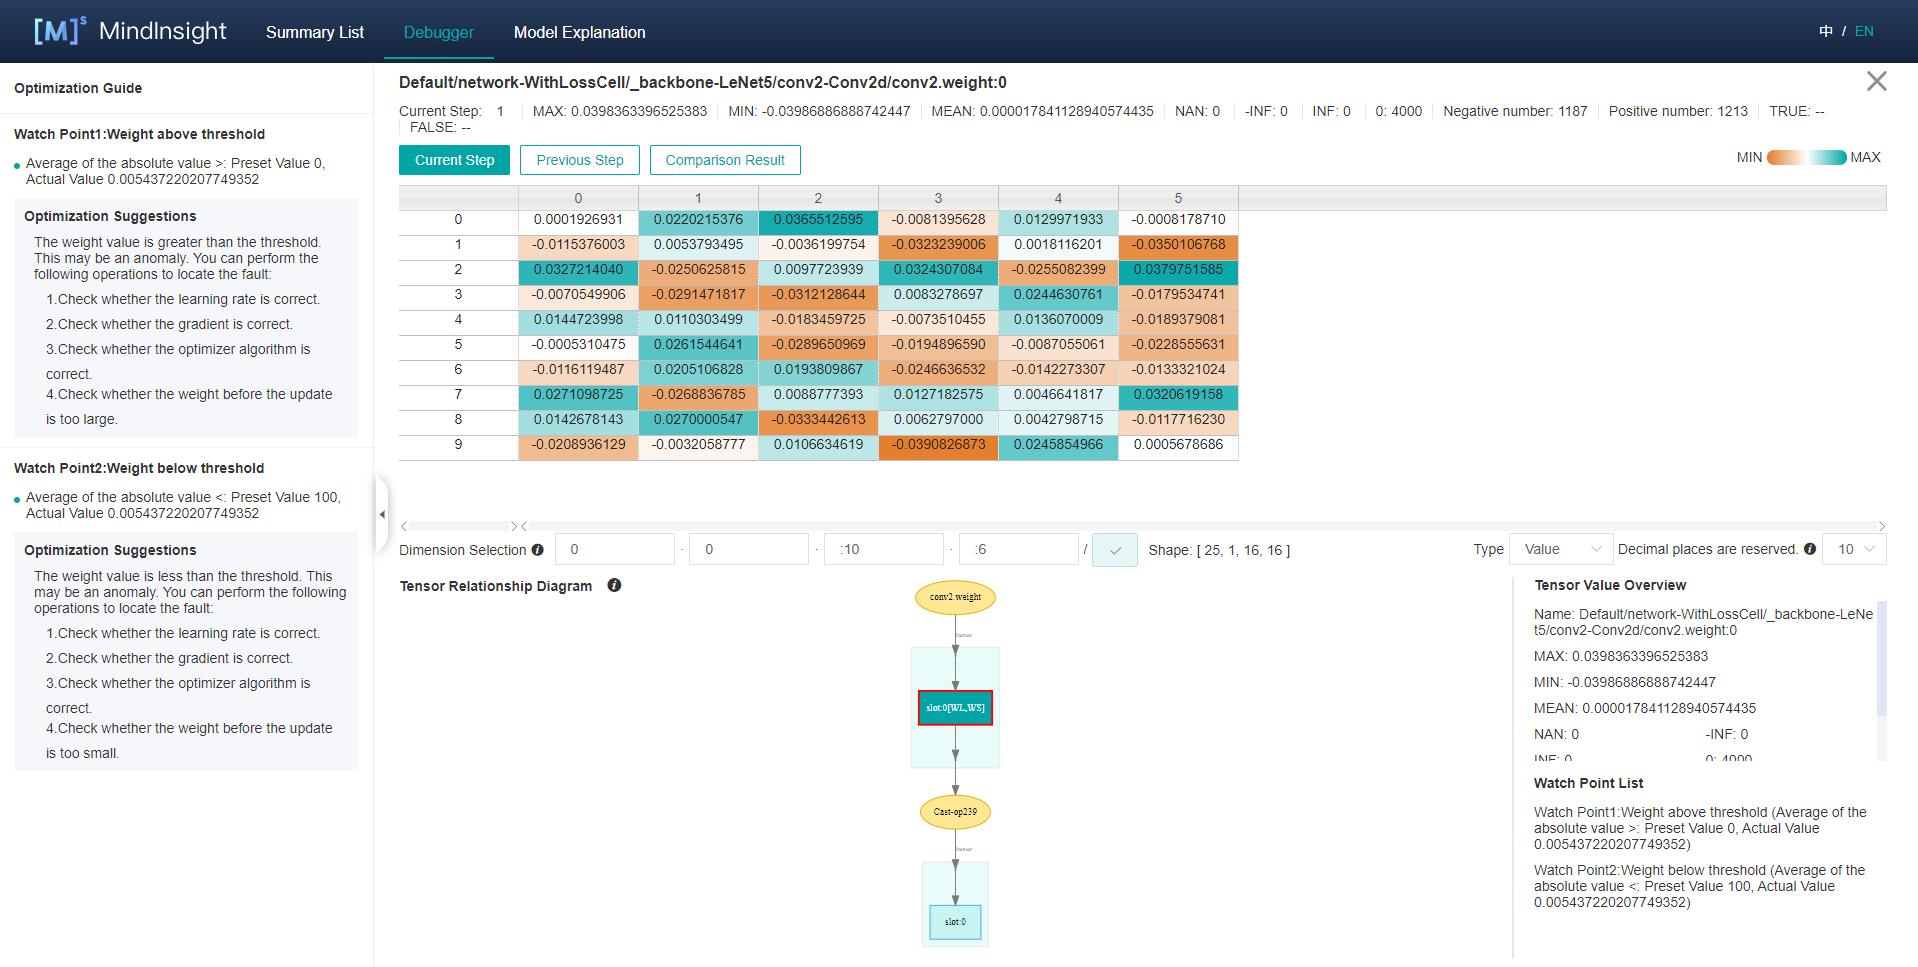 [M]s MindInsight Summary List Debugger Model Explanation 中 / EN
Optimization Guide
Watch Point1:Weight above threshold
Average of the absolute value >: Preset Value 0,
Actual Value 0.005437220207749352
Optimization Suggestions
The weight value is greater than the threshold.
This may be an anomaly. You can perform the
following operations to locate the fault:
1.Check whether the learning rate is correct.
2.Check whether the gradient is correct.
3.Check whether the optimizer algorithm is
correct.
4.Check whether the weight before the update
is too large.
Watch Point2:Weight below threshold
Average of the absolute value <: Preset Value 100,
Actual Value 0.005437220207749352
Optimization Suggestions
The weight value is less than the threshold. This
may be an anomaly. You can perform the following
operations to locate the fault:
1.Check whether the learning rate is correct.
2.Check whether the gradient is correct.
3.Check whether the optimizer algorithm is
correct.
4.Check whether the weight before the update
is too small.
Default/network-WithLossCell/_backbone-LeNet5/conv2-Conv2d/conv2.weight:0
Current Step: 1 MAX: 0.0398363396525383 MIN: -0.03986886888742447 MEAN: 0.000017841128940574435 NAN: 0 -INF: 0 INF: 0 0: 4000 Negative number: 1187 Positive number: 1213 TRUE: --
FALSE: --
Current Step Previous Step Comparison Result MIN MAX
0 1 2 3 4 5
0 0.0001926931 0.0220215376 0.0365512595 -0.0081395628 0.0129971933 -0.0008178710
1 -0.0115376003 0.0053793495 -0.0036199754 -0.0323239006 0.0018116201 -0.0350106768
2 0.0327214040 -0.0250625815 0.0097723939 0.0324307084 -0.0255082399 0.0379751585
3 -0.0070549906 -0.0291471817 -0.0312128644 0.0083278697 0.0244630761 -0.0179534741
4 0.0144723998 0.0110303499 -0.0183459725 -0.0073510455 0.0136070009 -0.0189379081
5 -0.0005310475 0.0261544641 -0.0289650969 -0.0194896590 -0.0087055061 -0.0228555631
6 -0.0116119487 0.0205106828 0.0193809867 -0.0246636532 -0.0142273307 -0.0133321024
7 0.0271098725 -0.0268836785 0.0088777393 0.0127182575 0.0046641817 0.0320619158
8 0.0142678143 0.0270000547 -0.0333442613 0.0062797000 0.0042798715 -0.0117716230
9 -0.0208936129 -0.0032058777 0.0106634619 -0.0390826873 0.0245854966 0.0005678686
Dimension Selection 0 · 0 · :10 · :6 / Shape: [ 25, 1, 16, 16 ] Type Value Decimal places are reserved. 10
Tensor Relationship Diagram
conv2.weight
slot:0[WL,WS]
Cast-op239
slot:0
Tensor Value Overview
Name: Default/network-WithLossCell/_backbone-LeNe
t5/conv2-Conv2d/conv2.weight:0
MAX: 0.0398363396525383
MIN: -0.03986886888742447
MEAN: 0.000017841128940574435
NAN: 0 -INF: 0
INF: 0 0: 4000
Watch Point List
Watch Point1:Weight above threshold (Average of the
absolute value >: Preset Value 0, Actual Value
0.005437220207749352)
Watch Point2:Weight below threshold (Average of the
absolute value <: Preset Value 100, Actual Value
0.005437220207749352)